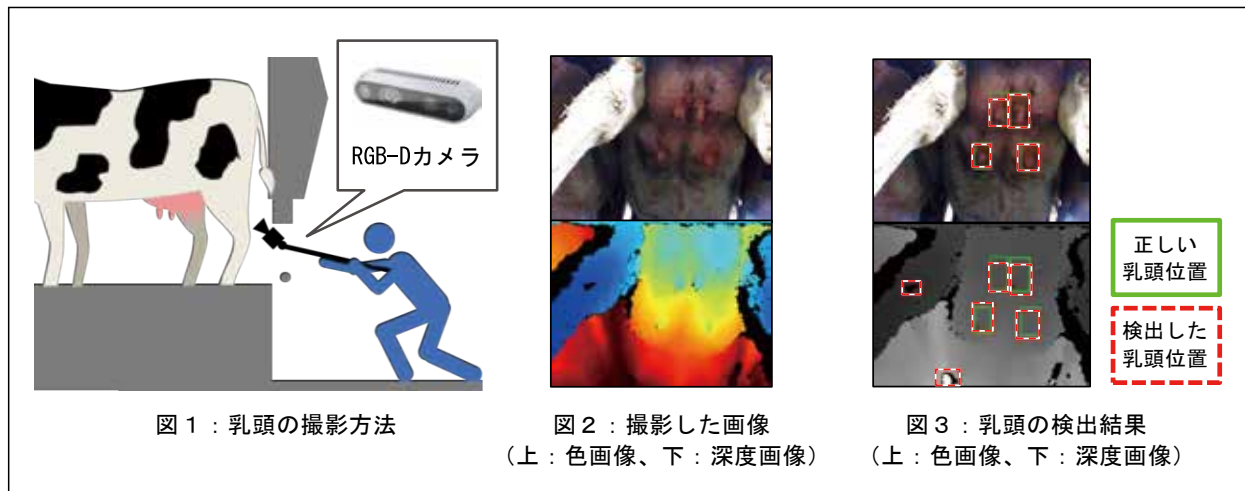 RGB-Dカメラ
正しい
乳頭位置
検出した
乳頭位置
図1:乳頭の撮影方法
図2:撮影した画像
(上:色画像、下:深度画像)
図3:乳頭の検出結果
(上:色画像、下:深度画像)